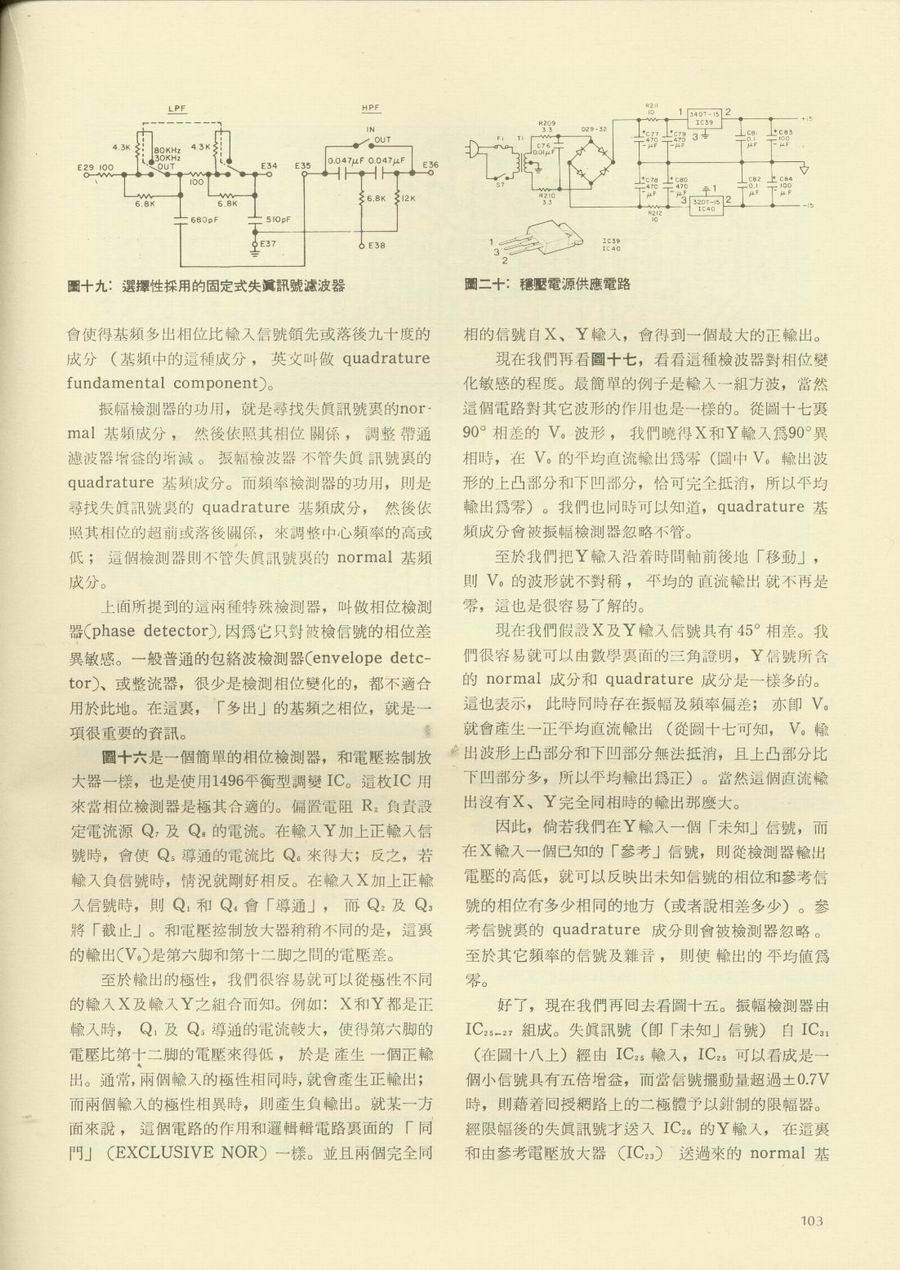 LPF
HPF
IN
OUT
4.3K
80KHz
30KHz
OUT
4.3K
E29 100
100
E34
E35
0.047μF 0.047μF
E36
6.8K
6.8K
6.8K
12K
680pF
510pF
E37
E38
圖十九：選擇性採用的固定式失眞訊號濾波器
會使得基頻多出相位比輸入信號領先或落後九十度的
成分（基頻中的這種成分，英文叫做 quadrature
fundamental component）。
振幅檢測器的功用，就是尋找失眞訊號裏的nor-
mal 基頻成分，然後依照其相位關係，調整帶通
濾波器增益的增減。振幅檢波器不管失眞訊號裏的
quadrature 基頻成分。而頻率檢測器的功用，則是
尋找失眞訊號裏的 quadrature 基頻成分，然後依
照其相位的超前或落後關係，來調整中心頻率的高或
低；這個檢測器則不管失眞訊號裏的 normal 基頻
成分。
上面所提到的這兩種特殊檢測器，叫做相位檢測
器(phase detector)，因爲它只對被檢信號的相位差
異敏感。一般普通的包絡波檢測器(envelope detc-
tor)、或整流器，很少是檢測相位變化的，都不適合
用於此地。在這裏，「多出」的基頻之相位，就是一
項很重要的資訊。
圖十六是一個簡單的相位檢測器，和電壓控制放
大器一樣，也是使用1496平衡型調變 IC。這枚IC 用
來當相位檢測器是極其合適的。偏置電阻 R 負責設
定電流源 Q₇ 及 Q₈ 的電流。在輸入Y加上正輸入信
號時，會使 Q₅ 導通的電流比 Q₆ 來得大；反之，若
輸入負信號時，情況就剛好相反。在輸入X加上正輸
入信號時，則 Q₁ 和 Q₄ 會「導通」，而 Q₂ 及 Q₃
將「截止」。和電壓控制放大器稍稍不同的是，這裏
的輸出(V₀)是第六脚和第十二脚之間的電壓差。
至於輸出的極性，我們很容易就可以從極性不同
的輸入X及輸入Y之組合而知。例如：X和Y都是正
輸入時， Q₁ 及 Q₅ 導通的電流較大，使得第六脚的
電壓比第十二脚的電壓來得低，於是產生一個正輸
出。通常，兩個輸入的極性相同時，就會產生正輸出；
而兩個輸入的極性相異時，則產生負輸出。就某一方
面來說，這個電路的作用和邏輯輯電路裏面的「同
門」（EXCLUSIVE NOR）一樣。並且兩個完全同
R211
10
1
340T-15
IC39
2
+15
R209
3.3
D29-32
F1
T1
C76
0.01μF
C77
470
μF
C79
470
μF
3
C81
0.1
μF
C83
100
μF
S7
R210
3.3
C78
470
μF
C80
470
μF
1
C82
0.1
μF
C84
100
μF
3
320T-15
IC40
2
-15
R212
10
1
3
2
IC39
IC40
圖二十：穩壓電源供應電路
相的信號自X、Y輸入，會得到一個最大的正輸出。
現在我們再看圖十七，看看這種檢波器對相位變
化敏感的程度。最簡單的例子是輸入一組方波，當然
這個電路對其它波形的作用也是一樣的。從圖十七裏
90° 相差的 V₀ 波形，我們曉得X和Y輸入爲90°異
相時，在 V₀ 的平均直流輸出爲零（圖中 V₀ 輸出波
形的上凸部分和下凹部分，恰可完全抵消，所以平均
輸出爲零）。我們也同時可以知道，quadrature 基
頻成分會被振幅檢測器忽略不管。
至於我們把Y輸入沿着時間軸前後地「移動」，
則 V₀ 的波形就不對稱，平均的直流輸出就不再是
零，這也是很容易了解的。
現在我們假設X及Y輸入信號具有 45° 相差。我
們很容易就可以由數學裏面的三角證明，Y信號所含
的 normal 成分和 quadrature 成分是一樣多的。
這也表示，此時同時存在振幅及頻率偏差；亦卽 V₀
就會產生一正平均直流輸出（從圖十七可知， V₀ 輸
出波形上凸部分和下凹部分無法抵消，且上凸部分比
下凹部分多，所以平均輸出爲正）。當然這個直流輸
出沒有X、Y完全同相時的輸出那麼大。
因此，倘若我們在Y輸入一個「未知」信號，而
在X輸入一個已知的「參考」信號，則從檢測器輸出
電壓的高低，就可以反映出未知信號的相位和參考信
號的相位有多少相同的地方（或者說相差多少）。參
考信號裏的 quadrature 成分則會被檢測器忽略。
至於其它頻率的信號及雜音，則使輸出的平均值爲
零。
好了，現在我們再囘去看圖十五。振幅檢測器由
IC₂₅₋₂₇ 組成。失眞訊號（卽「未知」信號）自 IC₃₁
（在圖十八上）經由 IC₂₅ 輸入，IC₂₅ 可以看成是一
個小信號具有五倍增益，而當信號擺動量超過±0.7V
時，則藉着回授網路上的二極體予以鉗制的限幅器。
經限幅後的失眞訊號才送入 IC₂₆ 的Y輸入，在這裏
和由參考電壓放大器（IC₂₃）送過來的 normal 基
103